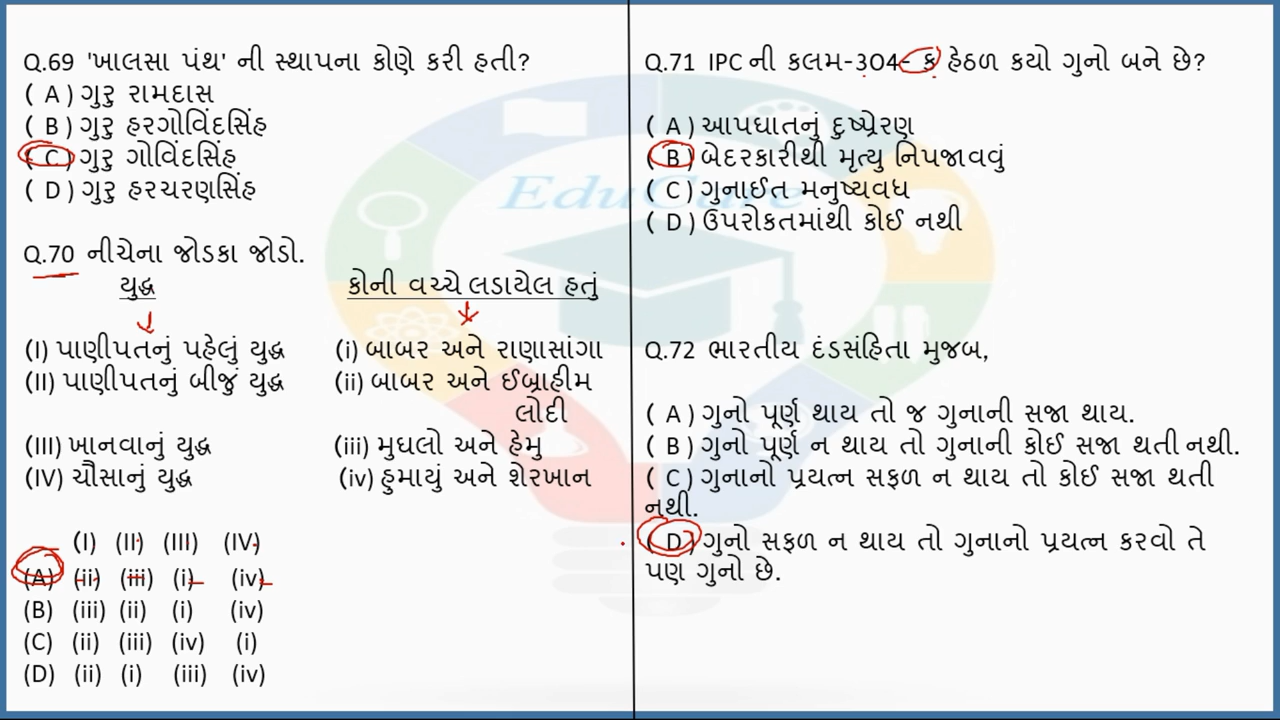 Q.69 'ખાલસા પંથ' ની સ્થાપના કોણે કરી હતી?
( A ) ગુરુ રામદાસ
( B ) ગુરુ હરગોવિંદસિંહ
( C ) ગુરુ ગોવિંદસિંહ
( D ) ગુરુ હરચરણસિંહ
Q.70 નીચેના જોડકા જોડો.
યુદ્ધ કોની વચ્ચે લડાયેલ હતું
(I) પાણીપતનું પહેલું યુદ્ધ (i) બાબર અને રાણાસાંગા
(II) પાણીપતનું બીજું યુદ્ધ (ii) બાબર અને ઈબ્રાહીમ
લોદી
(III) ખાનવાનું યુદ્ધ (iii) મુઘલો અને હેમુ
(IV) ચૌસાનું યુદ્ધ (iv) હુમાયું અને શેરખાન
(I) (II) (III) (IV)
(A) (ii) (iii) (i) (iv)
(B) (iii) (ii) (i) (iv)
(C) (ii) (iii) (iv) (i)
(D) (ii) (i) (iii) (iv)
Q.71 IPC ની કલમ-304- ક હેઠળ કયો ગુનો બને છે?
( A ) આપઘાતનું દુષ્પ્રેરણ
( B ) બેદરકારીથી મૃત્યુ નિપજાવવું
( C ) ગુનાઈત મનુષ્યવધ
( D ) ઉપરોકતમાંથી કોઈ નથી
Q.72 ભારતીય દંડસંહિતા મુજબ,
( A ) ગુનો પૂર્ણ થાય તો જ ગુનાની સજા થાય.
( B ) ગુનો પૂર્ણ ન થાય તો ગુનાની કોઈ સજા થતી નથી.
( C ) ગુનાનો પ્રયત્ન સફળ ન થાય તો કોઈ સજા થતી
નથી.
( D ) ગુનો સફળ ન થાય તો ગુનાનો પ્રયત્ન કરવો તે
પણ ગુનો છે.
EduCare